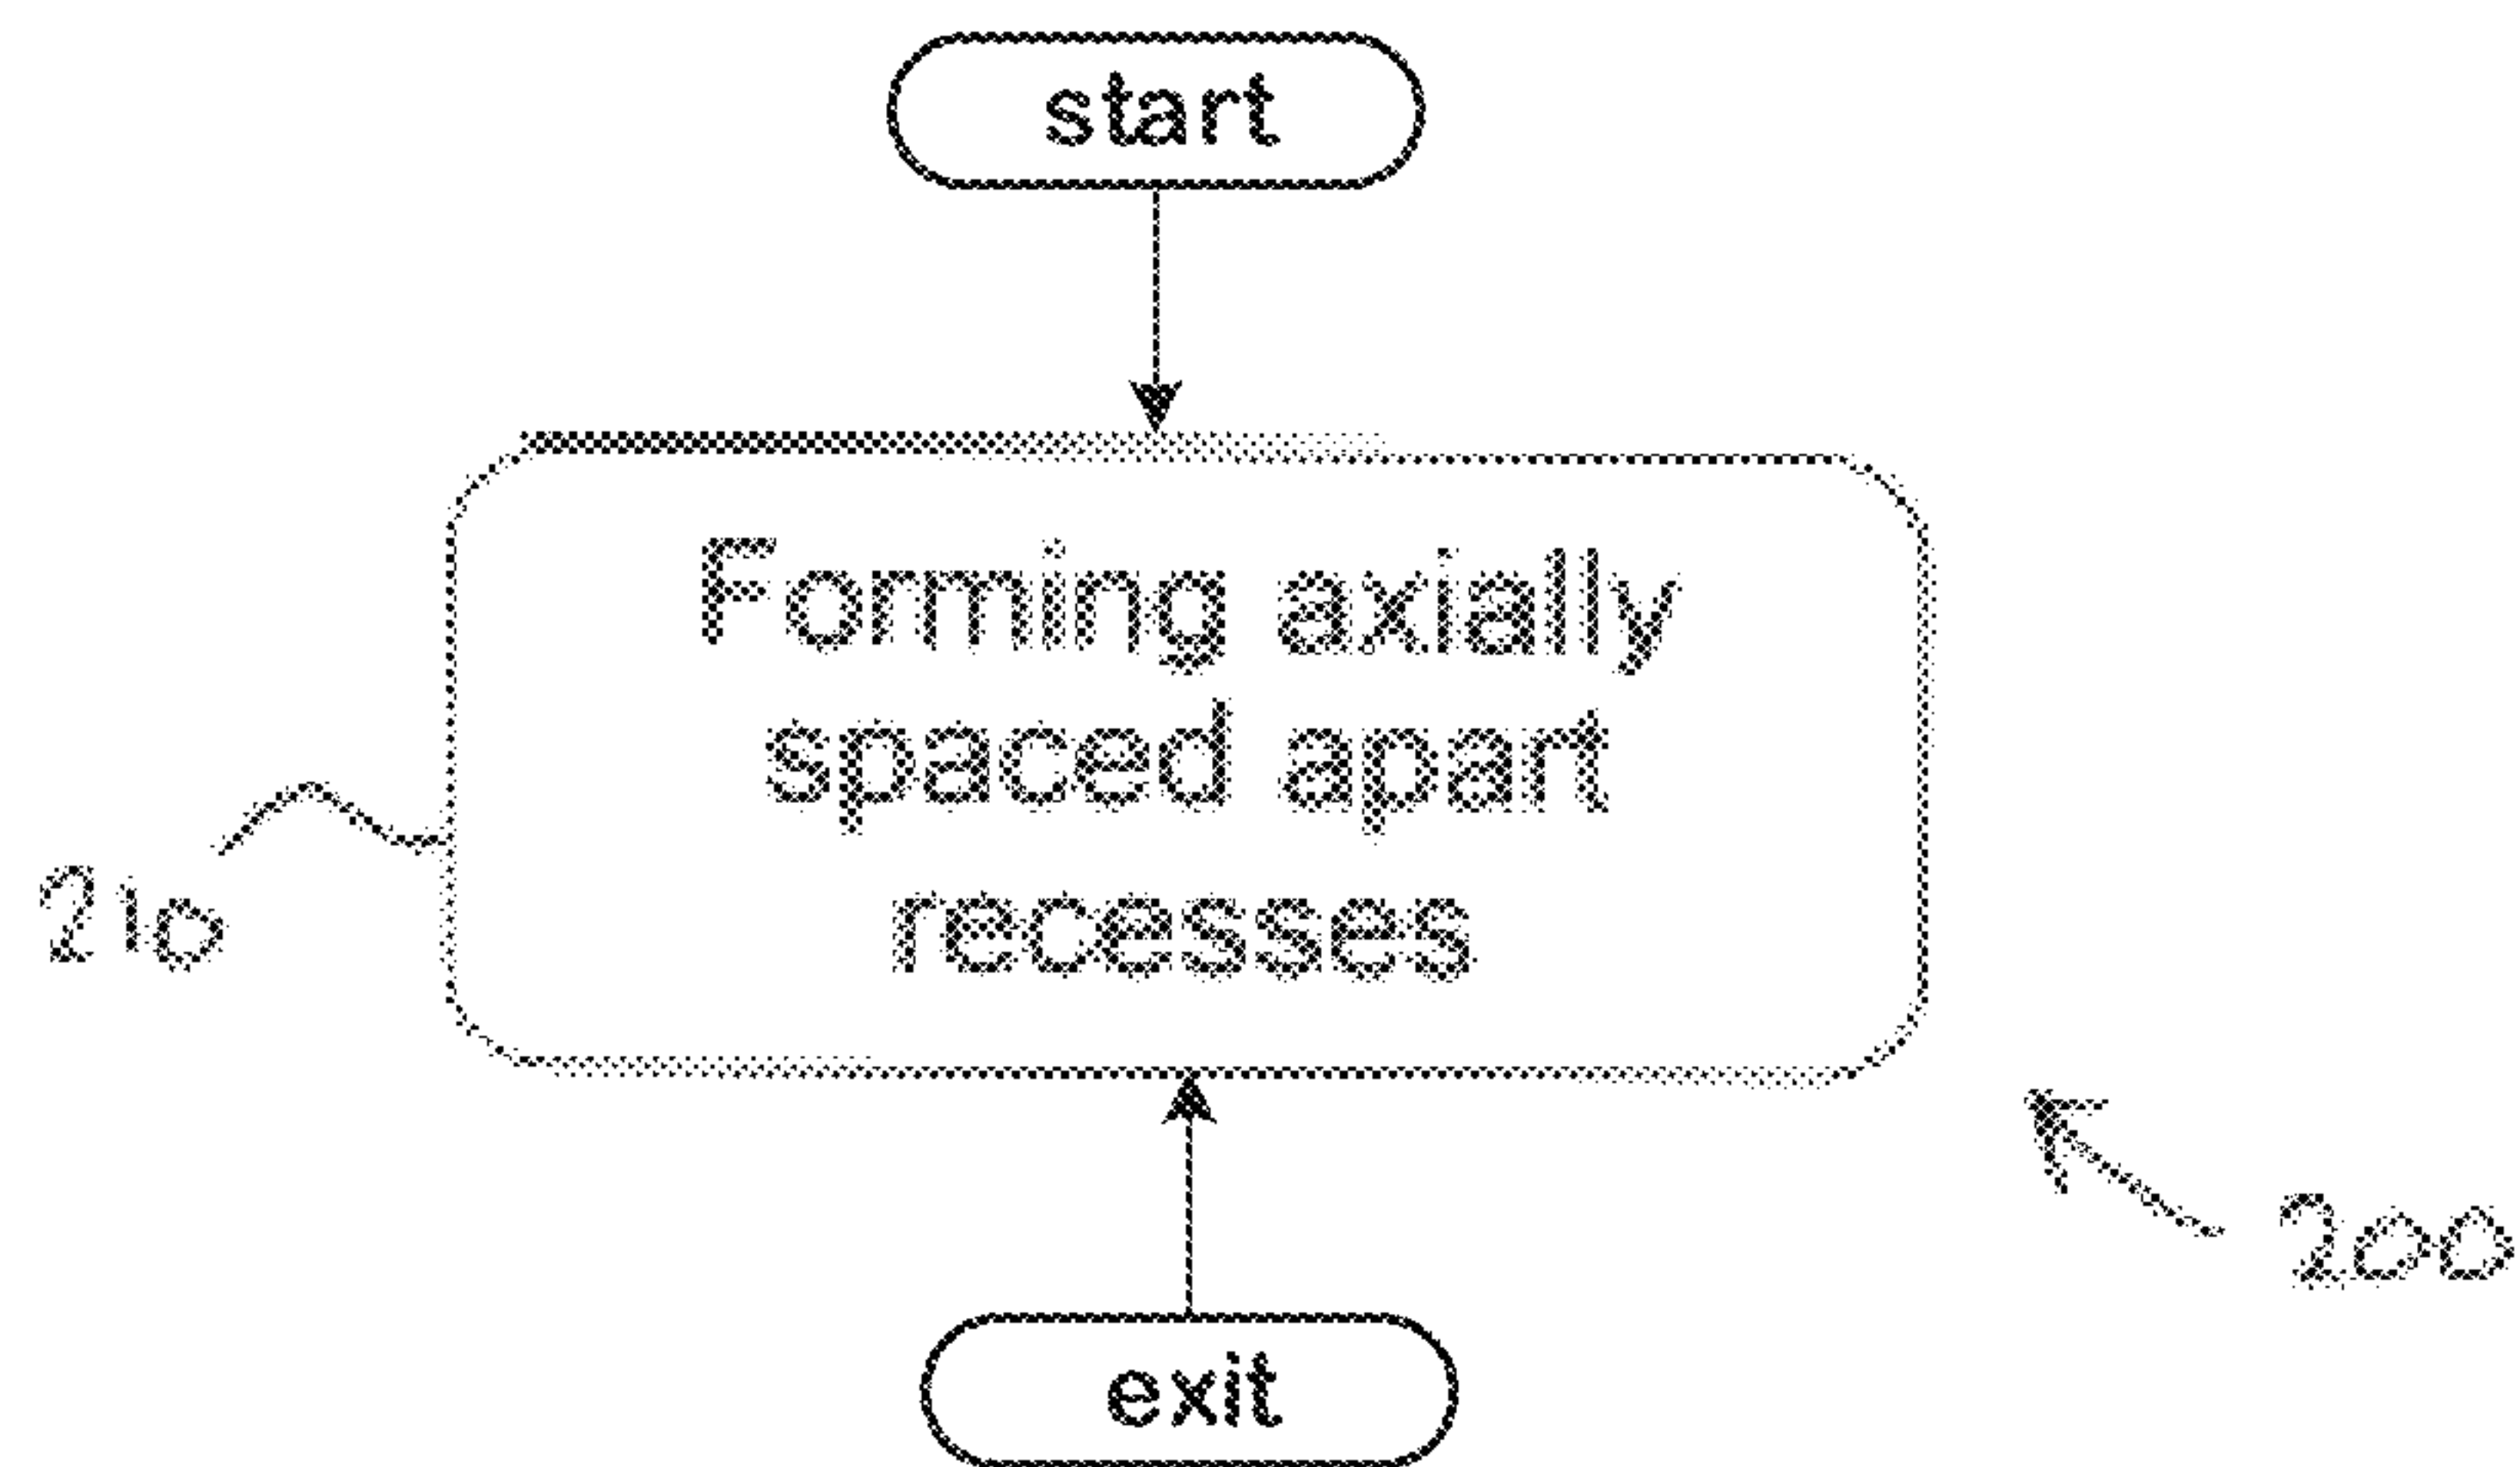 start
Forming axially
spaced apart
recesses
210
200
exit